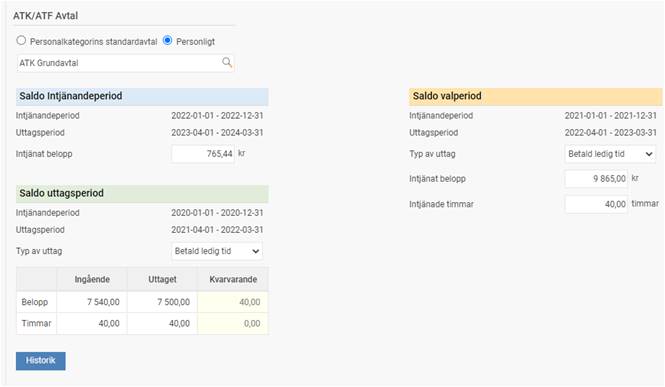 ATK/ATF Avtal
Personalkategorins standardavtal Personligt
ATK Grundavtal
Saldo Intjänandeperiod
Intjänandeperiod 2022-01-01 - 2022-12-31
Uttagsperiod 2023-04-01 - 2024-03-31
Intjänat belopp 765,44 kr
Saldo valperiod
Intjänandeperiod 2021-01-01 - 2021-12-31
Uttagsperiod 2022-04-01 - 2023-03-31
Typ av uttag Betald ledig tid
Intjänat belopp 9 865,00 kr
Intjänade timmar 40,00 timmar
Saldo uttagsperiod
Intjänandeperiod 2020-01-01 - 2020-12-31
Uttagsperiod 2021-04-01 - 2022-03-31
Typ av uttag Betald ledig tid
Ingående Uttaget Kvarvarande
Belopp 7 540,00 7 500,00 40,00
Timmar 40,00 40,00 0,00
Historik